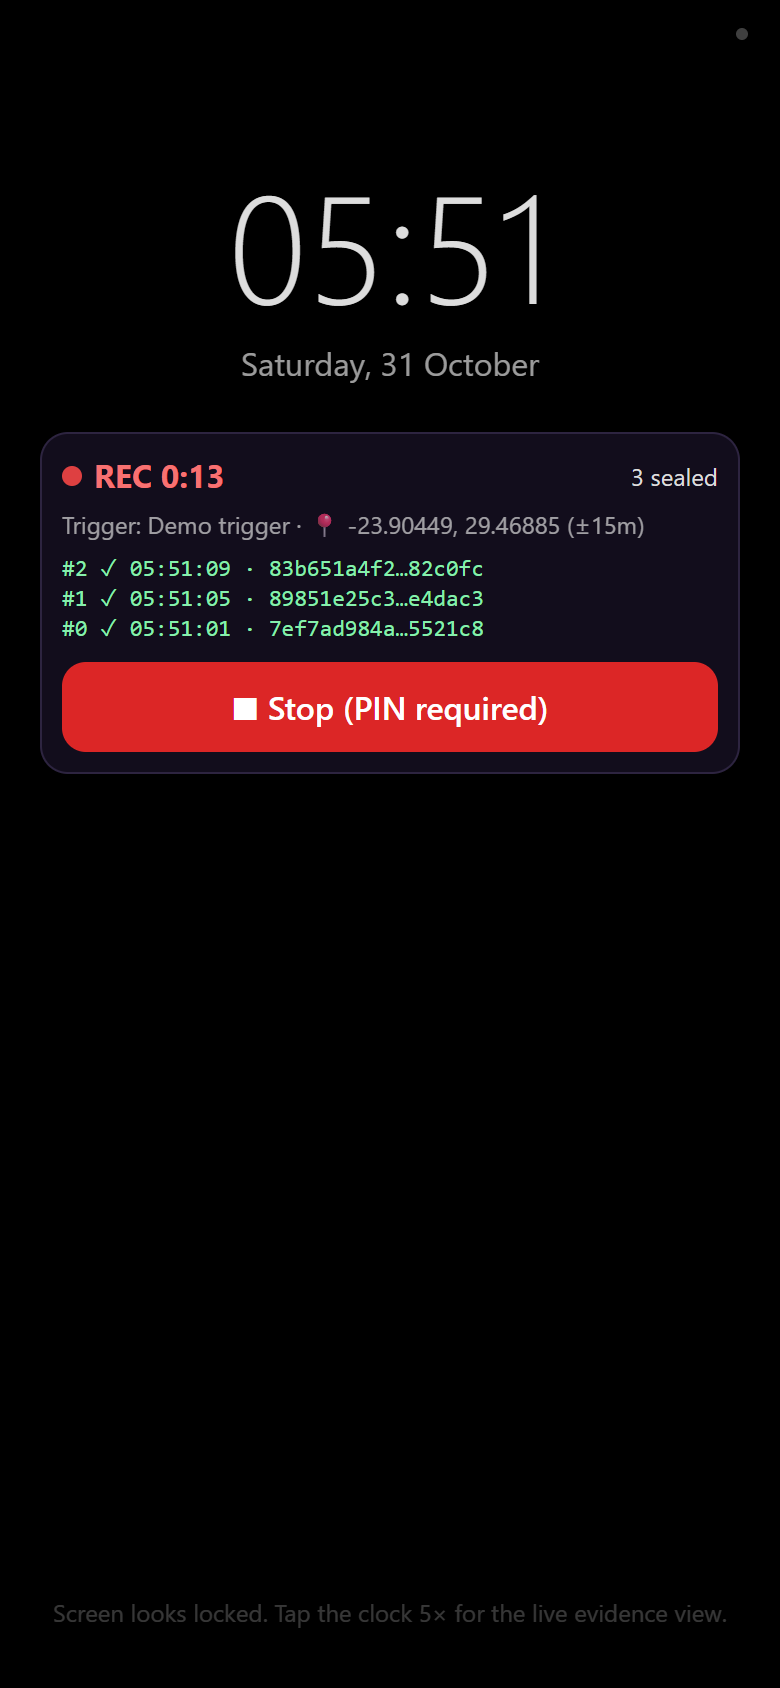 05:51
Saturday, 31 October
REC 0:13
3 sealed
Trigger: Demo trigger · 📍 -23.90449, 29.46885 (±15m)
#2 ✓ 05:51:09 · 83b651a4f2…82c0fc
#1 ✓ 05:51:05 · 89851e25c3…e4dac3
#0 ✓ 05:51:01 · 7ef7ad984a…5521c8
■ Stop (PIN required)
Screen looks locked. Tap the clock 5× for the live evidence view.